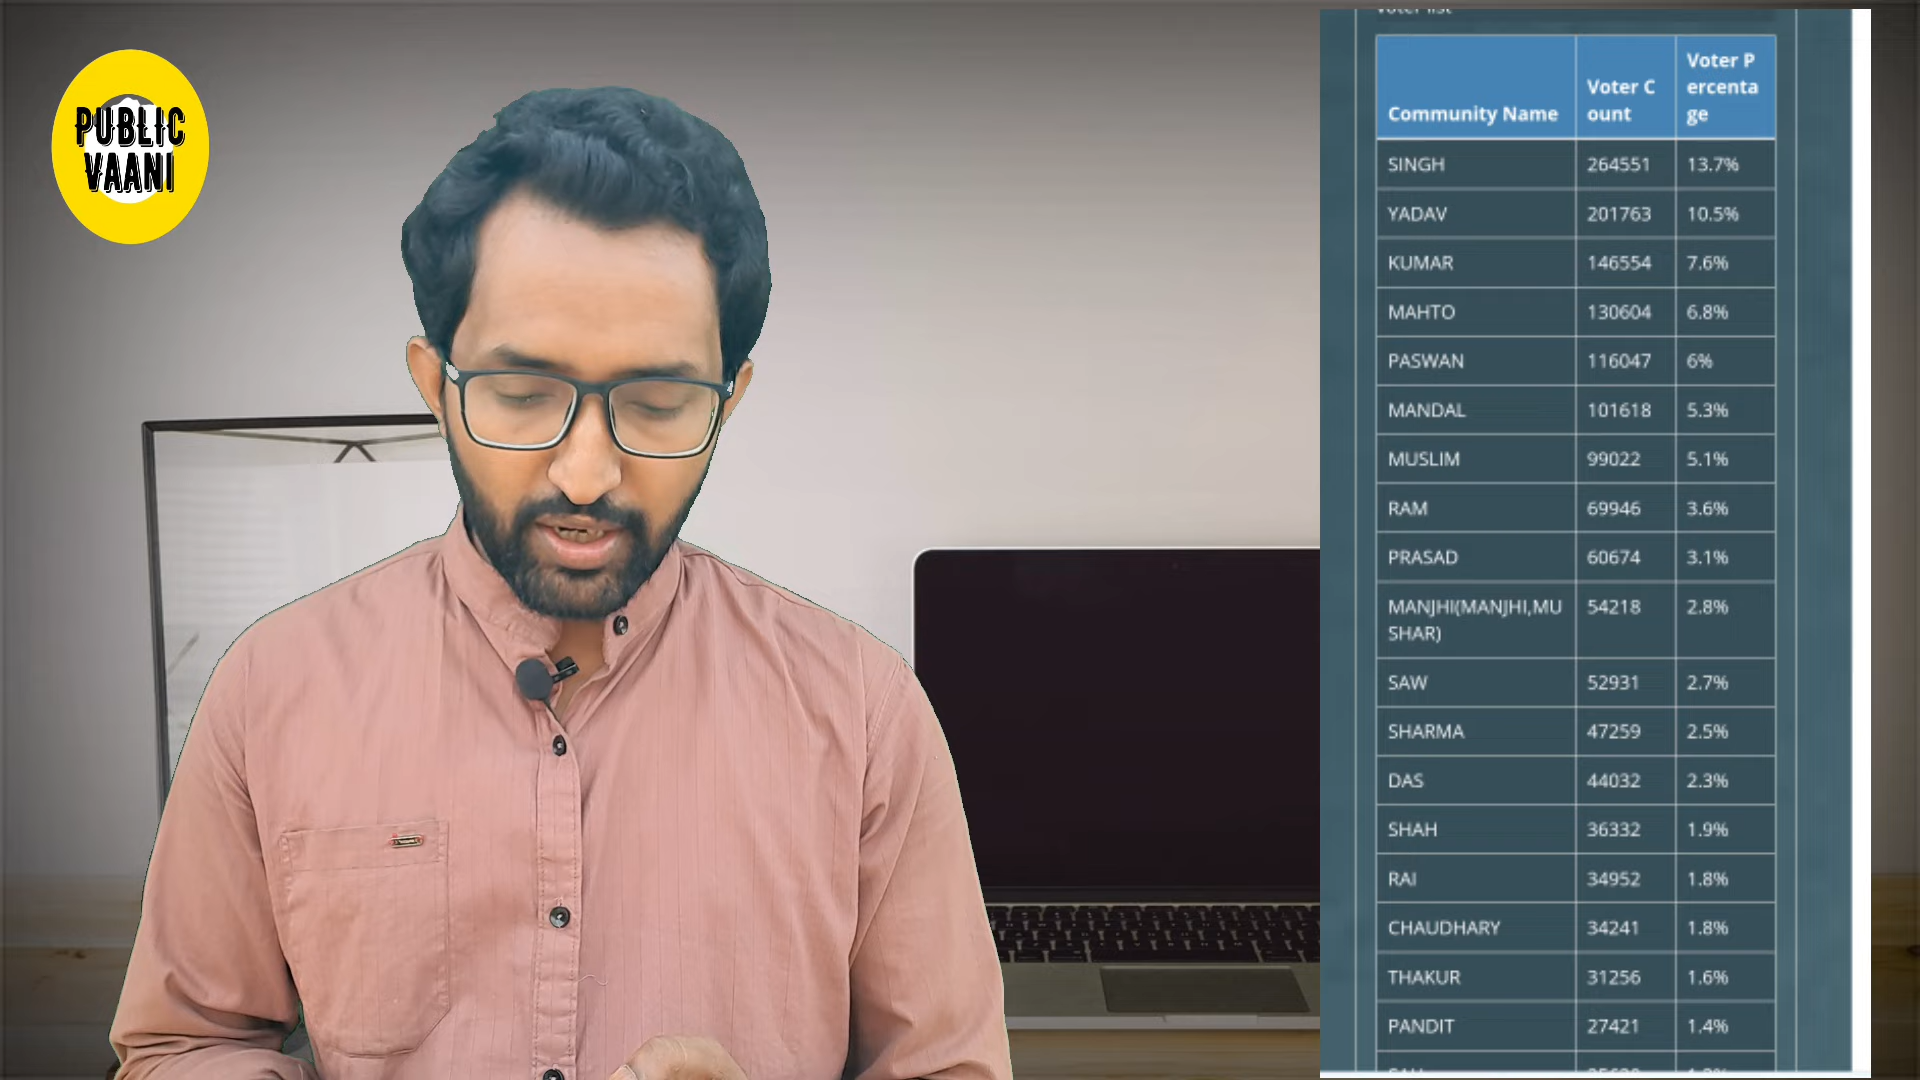 PUBLIC
VAANI
Voter list
Community Name Voter C ount Voter P ercenta ge
SINGH 264551 13.7%
YADAV 201763 10.5%
KUMAR 146554 7.6%
MAHTO 130604 6.8%
PASWAN 116047 6%
MANDAL 101618 5.3%
MUSLIM 99022 5.1%
RAM 69946 3.6%
PRASAD 60674 3.1%
MANJHI(MANJHI,MU SHAR) 54218 2.8%
SAW 52931 2.7%
SHARMA 47259 2.5%
DAS 44032 2.3%
SHAH 36332 1.9%
RAI 34952 1.8%
CHAUDHARY 34241 1.8%
THAKUR 31256 1.6%
PANDIT 27421 1.4%